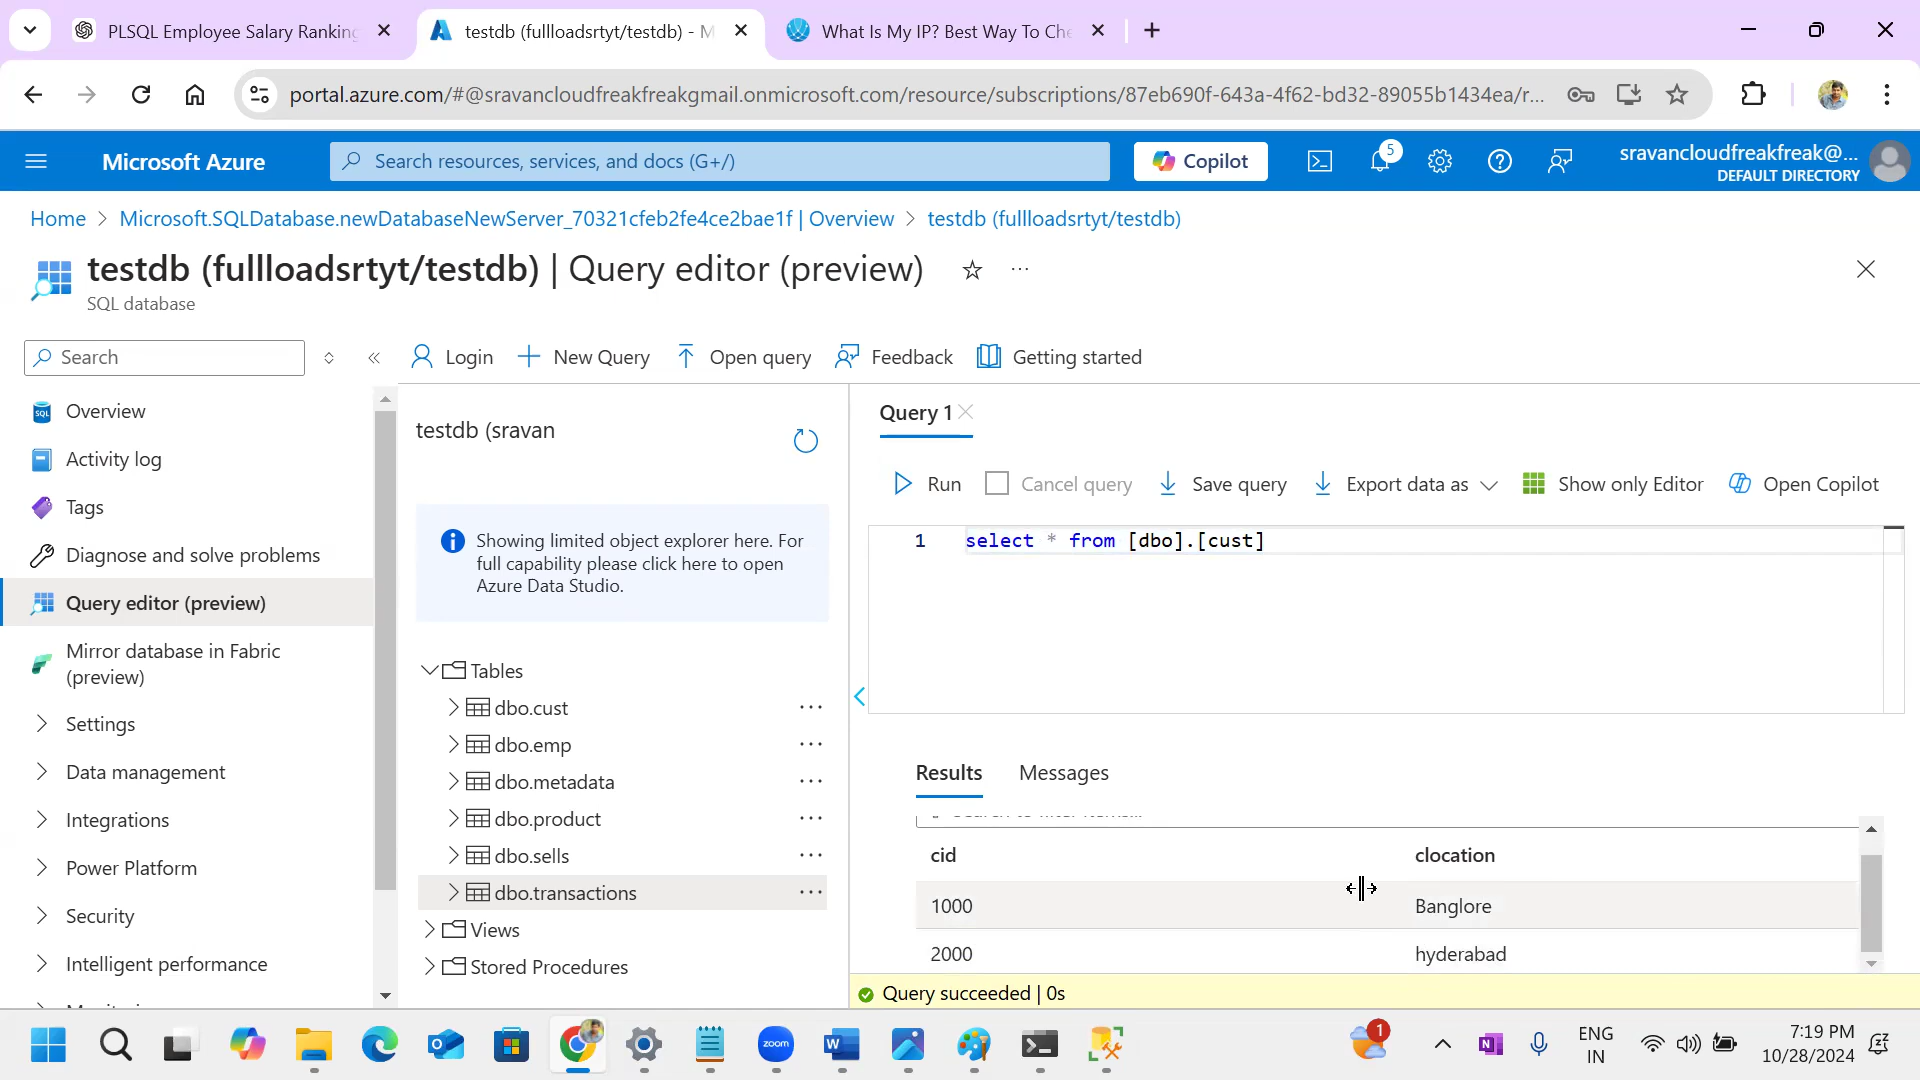 PLSQL Employee Salary Ranking
testdb (fullloadsrtyt/testdb) - M
What Is My IP? Best Way To Che
portal.azure.com/#@sravancloudfreakfreakgmail.onmicrosoft.com/resource/subscriptions/87eb690f-643a-4f62-bd32-89055b1434ea/r...
Microsoft Azure
Search resources, services, and docs (G+/)
Copilot
5
sravancloudfreakfreak@...
DEFAULT DIRECTORY
Home > Microsoft.SQLDatabase.newDatabaseNewServer_70321cfeb2fe4ce2bae1f | Overview > testdb (fullloadsrtyt/testdb)
testdb (fullloadsrtyt/testdb) | Query editor (preview)
SQL database
Search
Login
New Query
Open query
Feedback
Getting started
Overview
Activity log
Tags
Diagnose and solve problems
Query editor (preview)
Mirror database in Fabric
(preview)
Settings
Data management
Integrations
Power Platform
Security
Intelligent performance
testdb (sravan
Showing limited object explorer here. For
full capability please click here to open
Azure Data Studio.
Tables
dbo.cust
dbo.emp
dbo.metadata
dbo.product
dbo.sells
dbo.transactions
Views
Stored Procedures
Query 1
Run
Cancel query
Save query
Export data as
Show only Editor
Open Copilot
1 select * from [dbo].[cust]
Results
Messages
cid clocation
1000 Banglore
2000 hyderabad
Query succeeded | 0s
zoom
1
ENG
IN
7:19 PM
10/28/2024